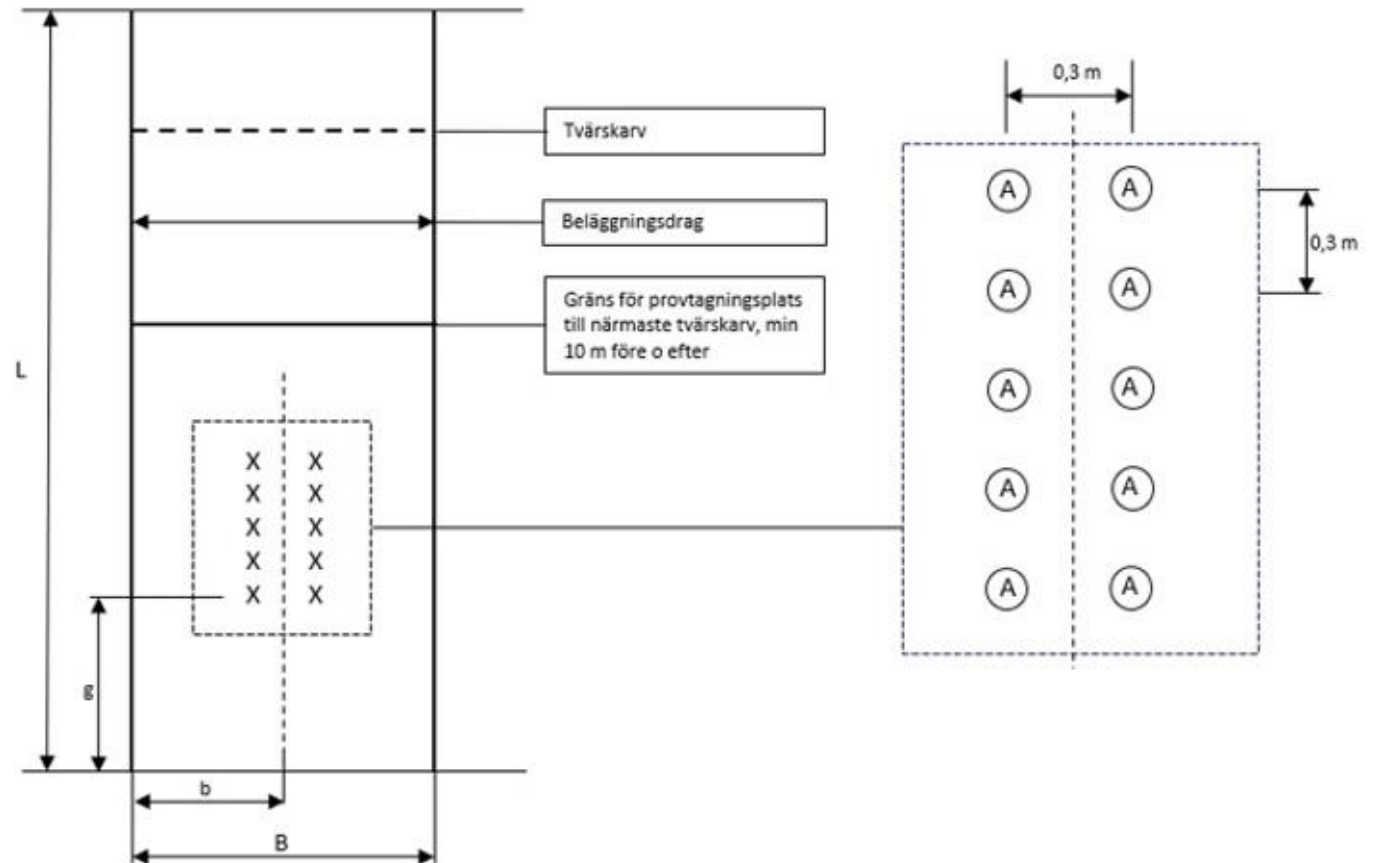 0,3 m
Tvärskarv
A A
Beläggningsdrag
0,3 m
A A
Gräns för provtagningsplats
till närmaste tvärskarv, min
10 m före o efter
L
A A
X X
X X
A A
X X
X X
X X
A A
a
b
B